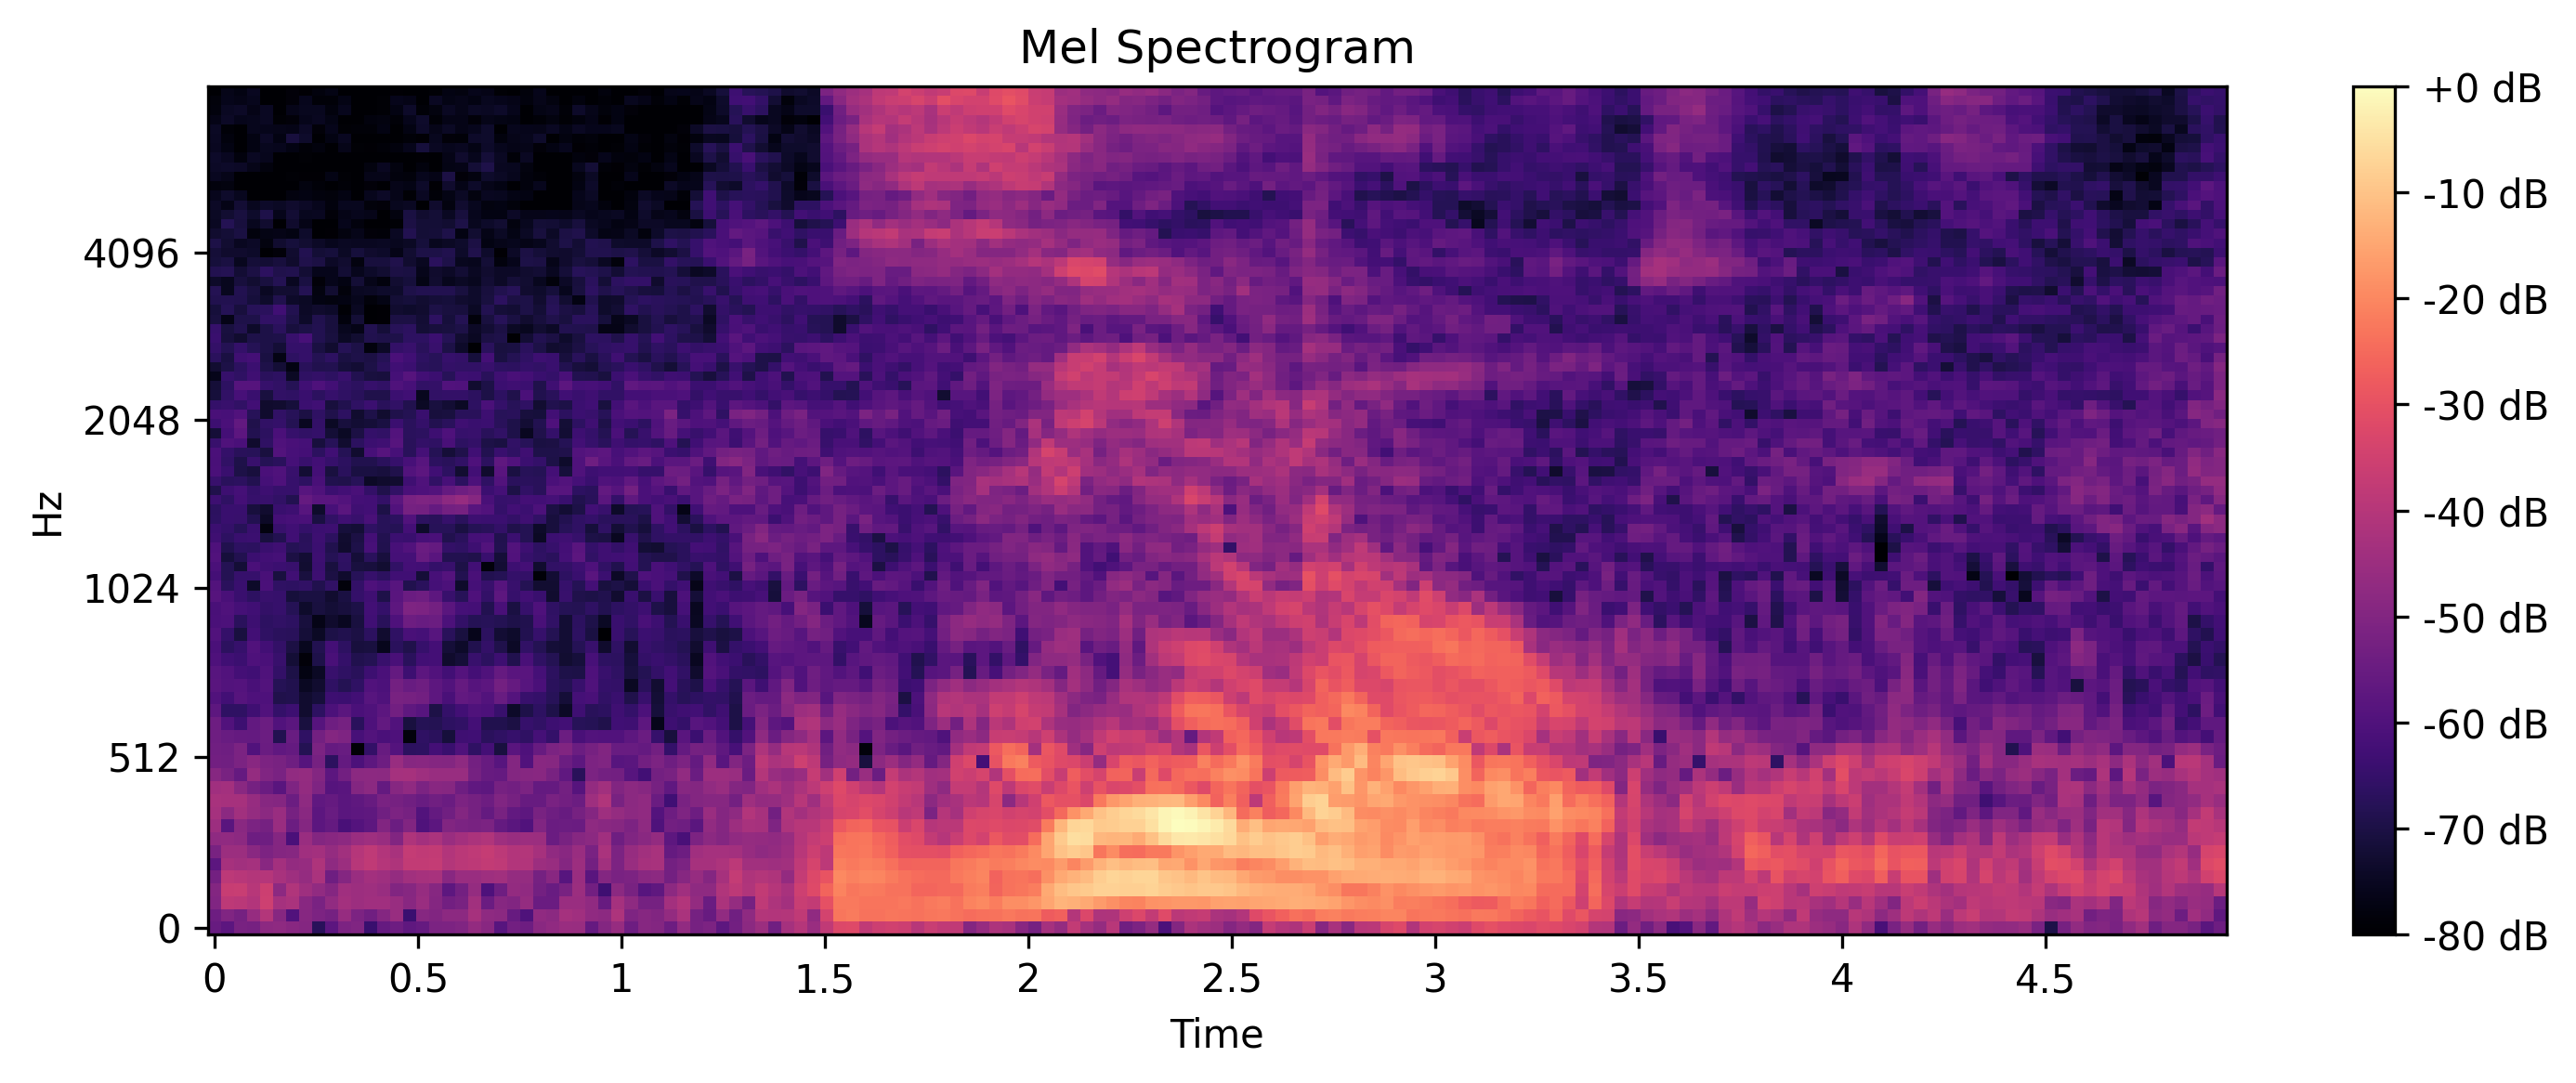 Mel Spectrogram
+0 dB
-10 dB
-20 dB
-30 dB
-40 dB
-50 dB
-60 dB
-70 dB
-80 dB
Hz
4096
2048
1024
512
0
0 0.5 1 1.5 2 2.5 3 3.5 4 4.5
Time